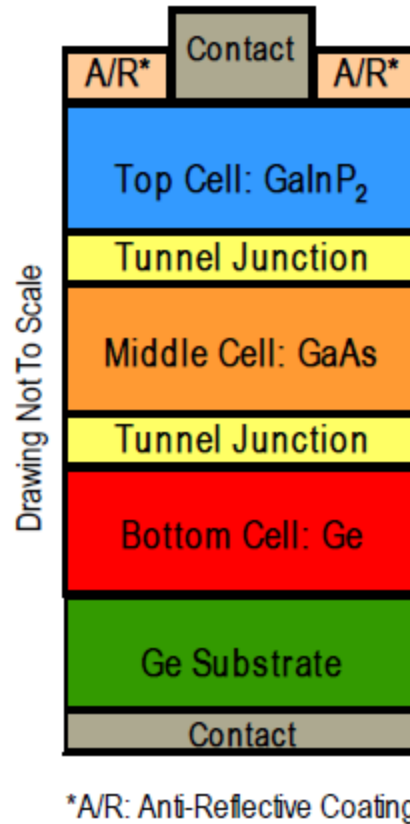 Contact
A/R*
A/R*
Top Cell: GaInP₂
Tunnel Junction
Middle Cell: GaAs
Tunnel Junction
Bottom Cell: Ge
Ge Substrate
Contact
Drawing Not To Scale
*A/R: Anti-Reflective Coating